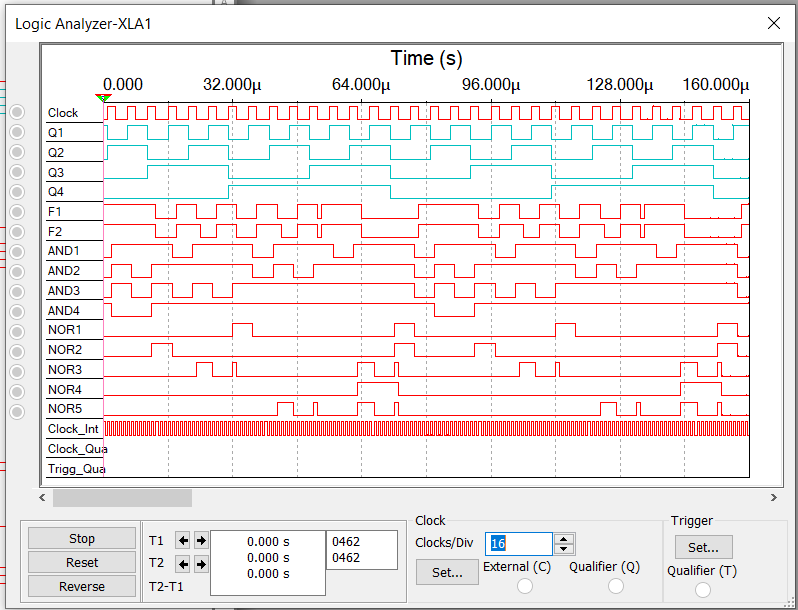 Logic Analyzer-XLA1
Time (s)
0.000 32.000μ 64.000μ 96.000μ 128.000μ 160.000μ
Clock
Q1
Q2
Q3
Q4
F1
F2
AND1
AND2
AND3
AND4
NOR1
NOR2
NOR3
NOR4
NOR5
Clock_Int
Clock_Qua
Trigg_Qua
Stop
Reset
Reverse
T1
T2
T2-T1
0.000 s
0.000 s
0.000 s
0462
0462
Clock
Clocks/Div 16
Set... External (C) Qualifier (Q)
Trigger
Set...
Qualifier (T)